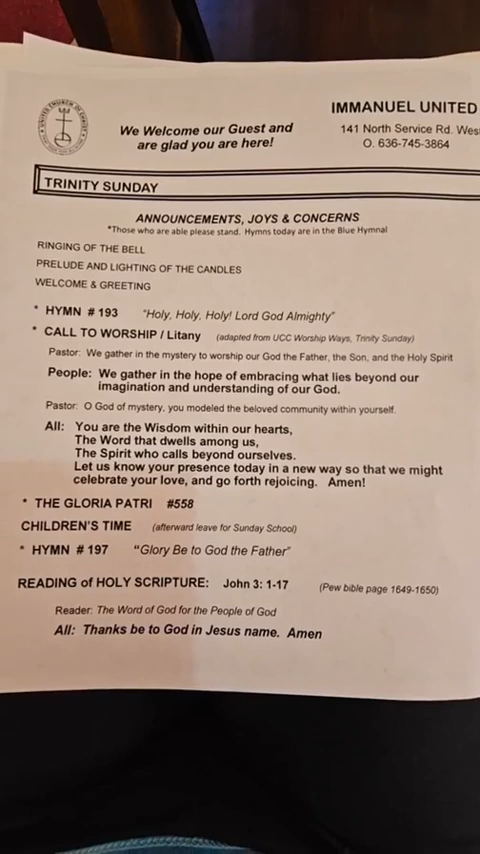 IMMANUEL UNITED
We Welcome our Guest and
are glad you are here!
141 North Service Rd. Wes
O. 636-745-3864
TRINITY SUNDAY
ANNOUNCEMENTS, JOYS & CONCERNS
*Those who are able please stand. Hymns today are in the Blue Hymnal
RINGING OF THE BELL
PRELUDE AND LIGHTING OF THE CANDLES
WELCOME & GREETING
* HYMN # 193 "Holy, Holy, Holy! Lord God Almighty"
* CALL TO WORSHIP / Litany (adapted from UCC Worship Ways, Trinity Sunday)
Pastor: We gather in the mystery to worship our God the Father, the Son, and the Holy Spirit
People: We gather in the hope of embracing what lies beyond our
imagination and understanding of our God.
Pastor: O God of mystery, you modeled the beloved community within yourself.
All: You are the Wisdom within our hearts,
The Word that dwells among us,
The Spirit who calls beyond ourselves.
Let us know your presence today in a new way so that we might
celebrate your love, and go forth rejoicing. Amen!
* THE GLORIA PATRI #558
CHILDREN'S TIME (afterward leave for Sunday School)
* HYMN # 197 "Glory Be to God the Father"
READING of HOLY SCRIPTURE: John 3: 1-17 (Pew bible page 1649-1650)
Reader: The Word of God for the People of God
All: Thanks be to God in Jesus name. Amen